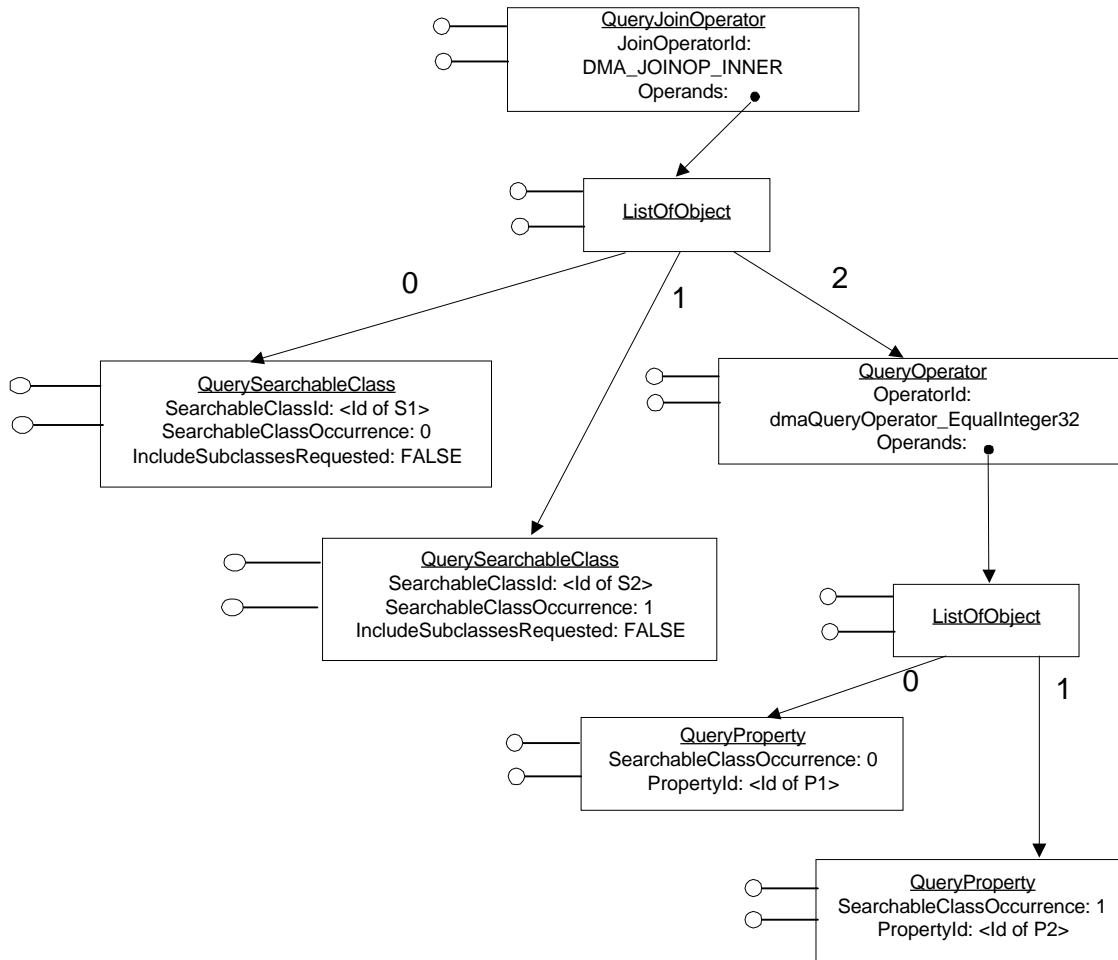 QueryJoinOperator
JoinOperatorId:
DMA_JOINOP_INNER
Operands:
ListOfObject
0
1
2
QuerySearchableClass
SearchableClassId: <Id of S1>
SearchableClassOccurrence: 0
IncludeSubclassesRequested: FALSE
QueryOperator
OperatorId:
dmaQueryOperator_EqualInteger32
Operands:
QuerySearchableClass
SearchableClassId: <Id of S2>
SearchableClassOccurrence: 1
IncludeSubclassesRequested: FALSE
ListOfObject
0
1
QueryProperty
SearchableClassOccurrence: 0
PropertyId: <Id of P1>
QueryProperty
SearchableClassOccurrence: 1
PropertyId: <Id of P2>